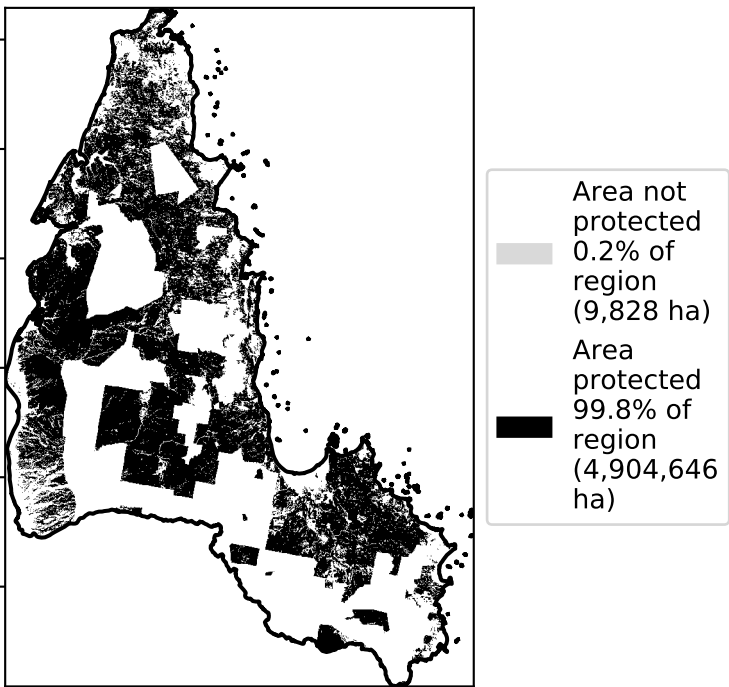 Area not
protected
0.2% of
region
(9,828 ha)
Area
protected
99.8% of
region
(4,904,646
ha)